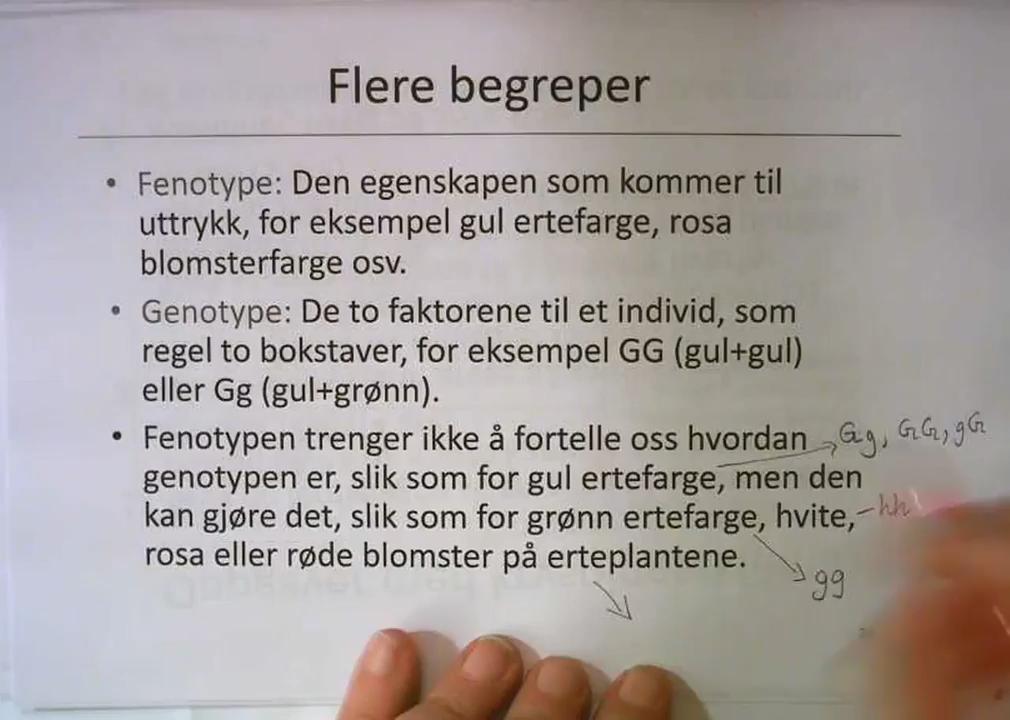 Flere begreper
• Fenotype: Den egenskapen som kommer til
uttrykk, for eksempel gul ertefarge, rosa
blomsterfarge osv.
• Genotype: De to faktorene til et individ, som
regel to bokstaver, for eksempel GG (gul+gul)
eller Gg (gul+grønn).
• Fenotypen trenger ikke å fortelle oss hvordan → Gg, GG, gG
genotypen er, slik som for gul ertefarge, men den
kan gjøre det, slik som for grønn ertefarge, hvite, – hh
rosa eller røde blomster på erteplantene.
gg